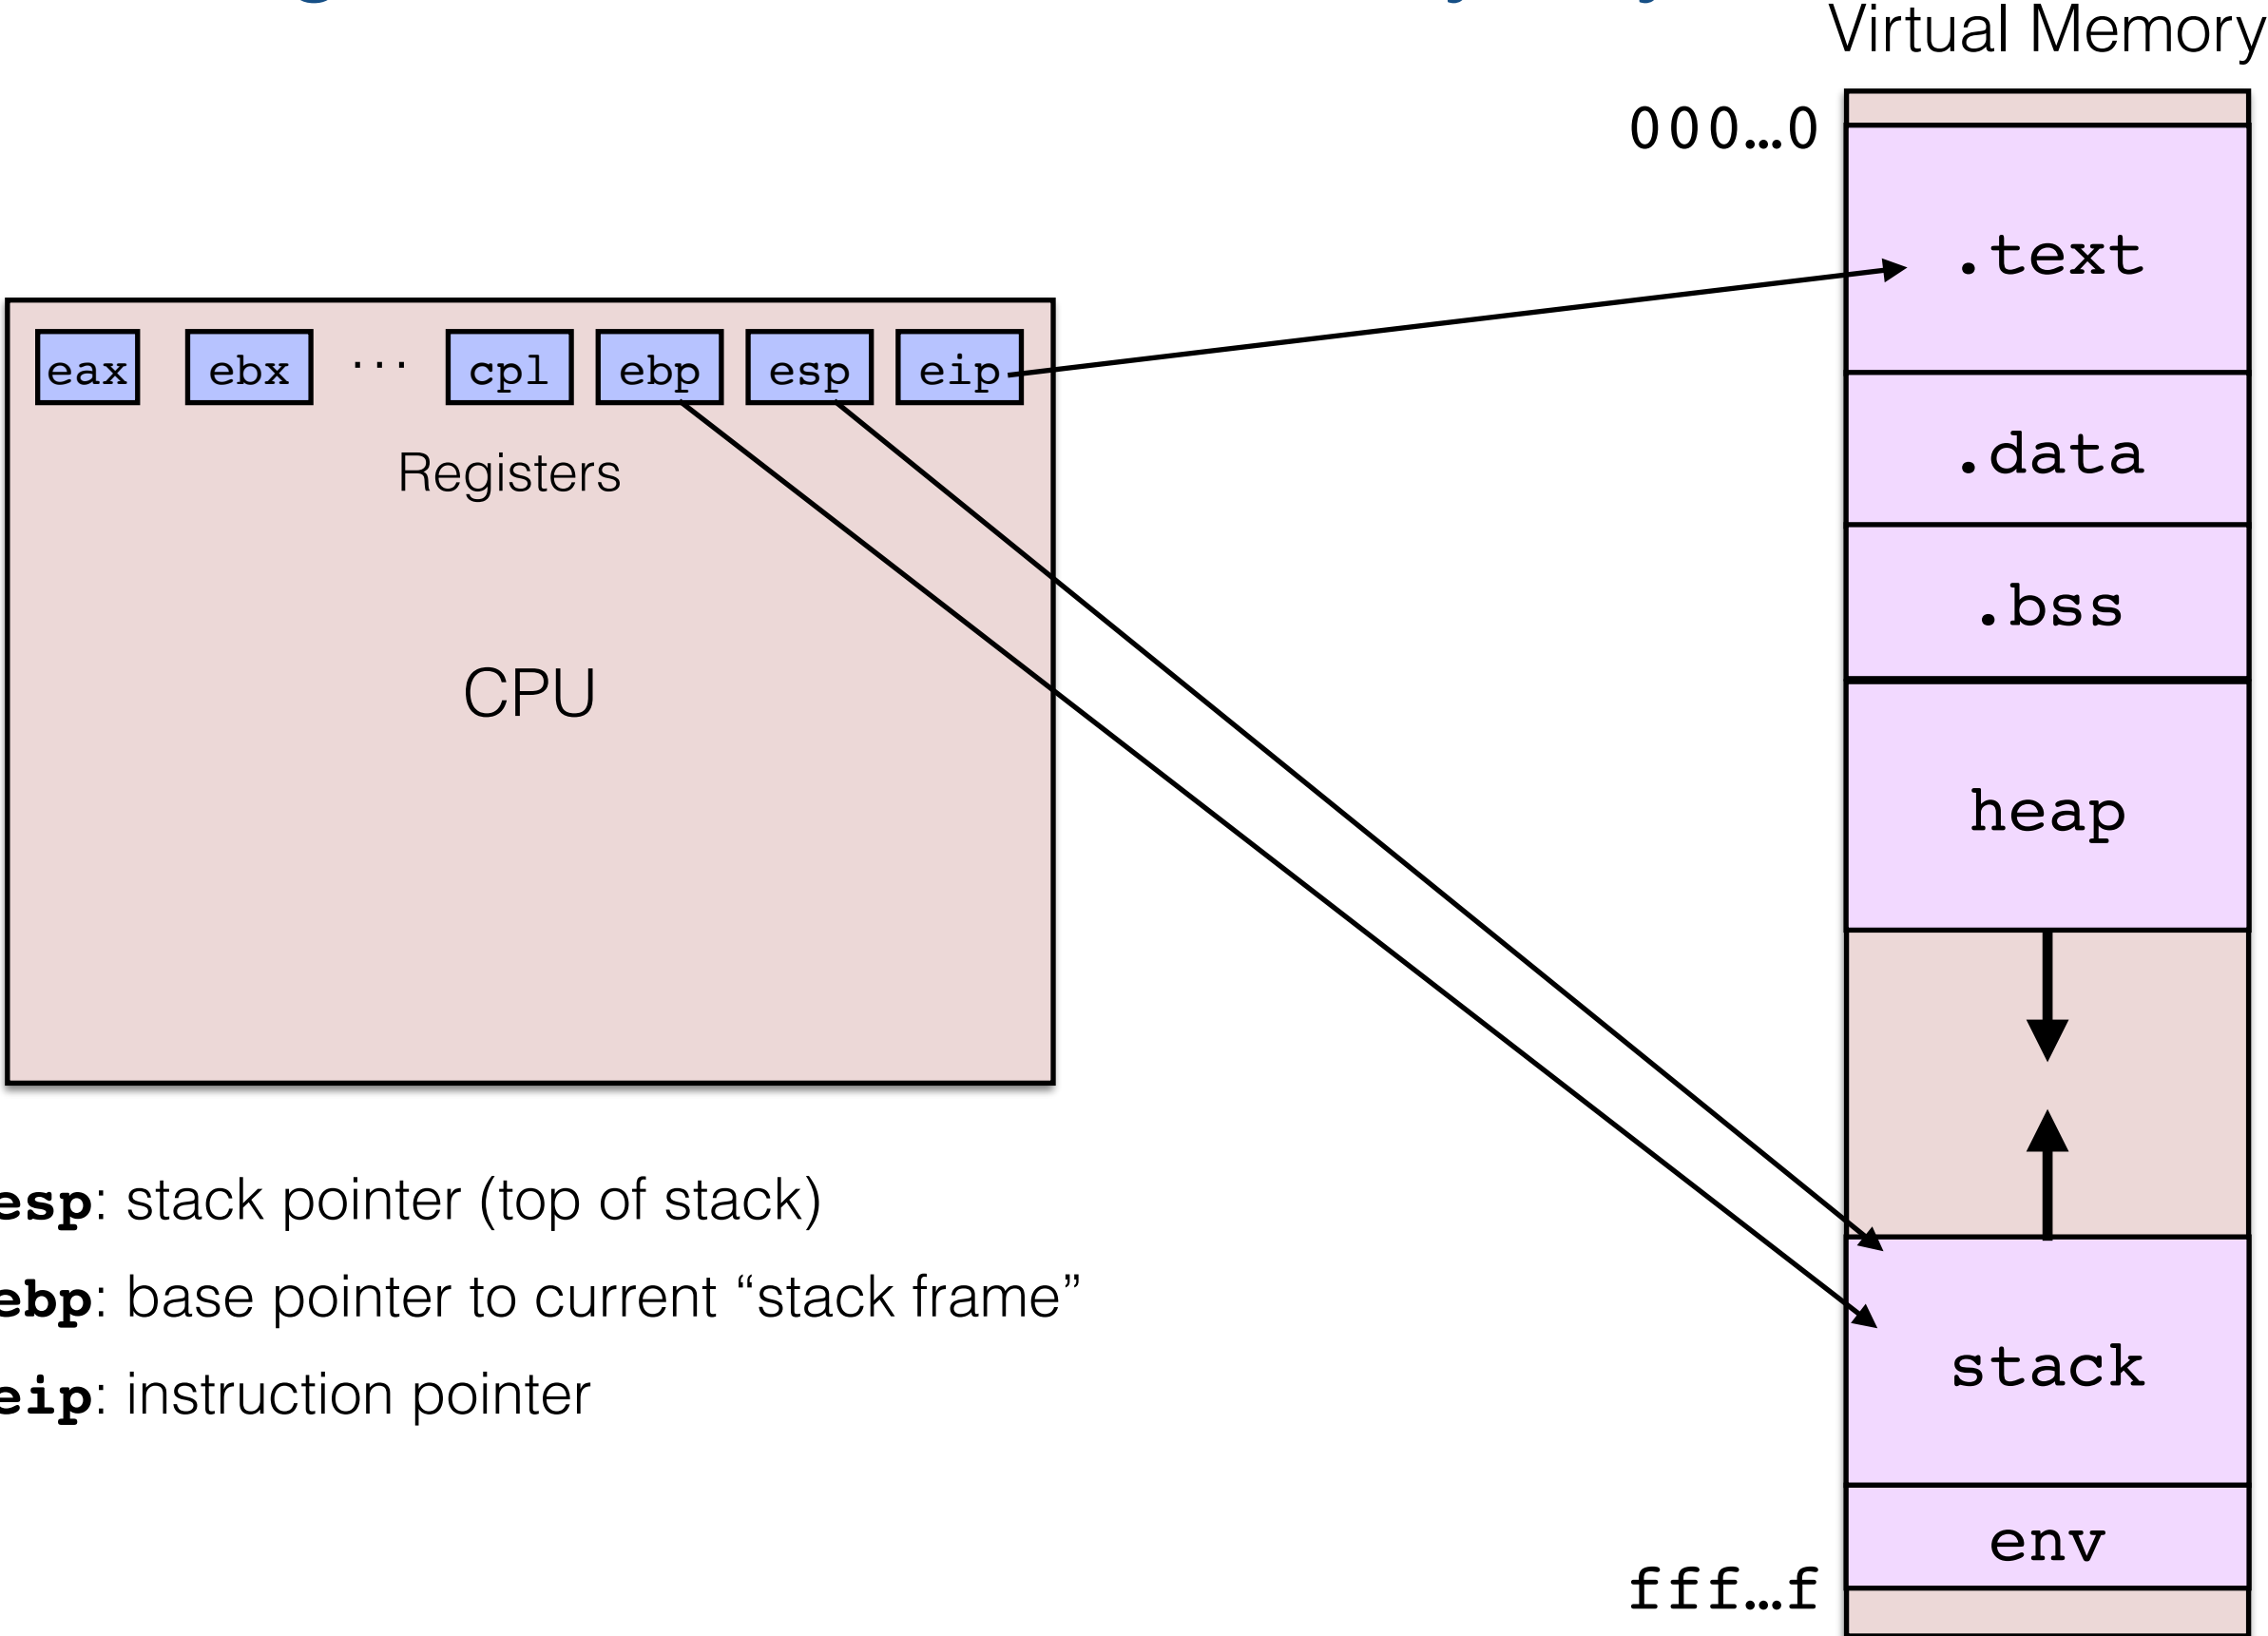 Virtual Memory
000...0
.text
eax ebx ... cpl ebp esp eip
Registers
.data
.bss
CPU
heap
esp: stack pointer (top of stack)
ebp: base pointer to current “stack frame”
eip: instruction pointer
stack
env
fff...f